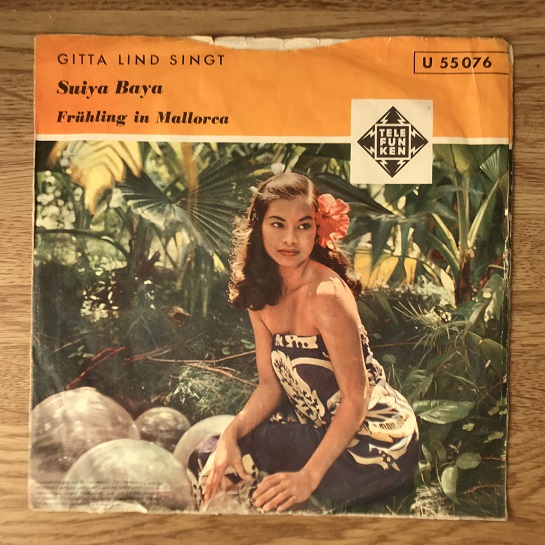 GITTA LIND SINGT
U 55076
Suiya Baya
Frühling in Mallorca
TELE
FUN
KEN